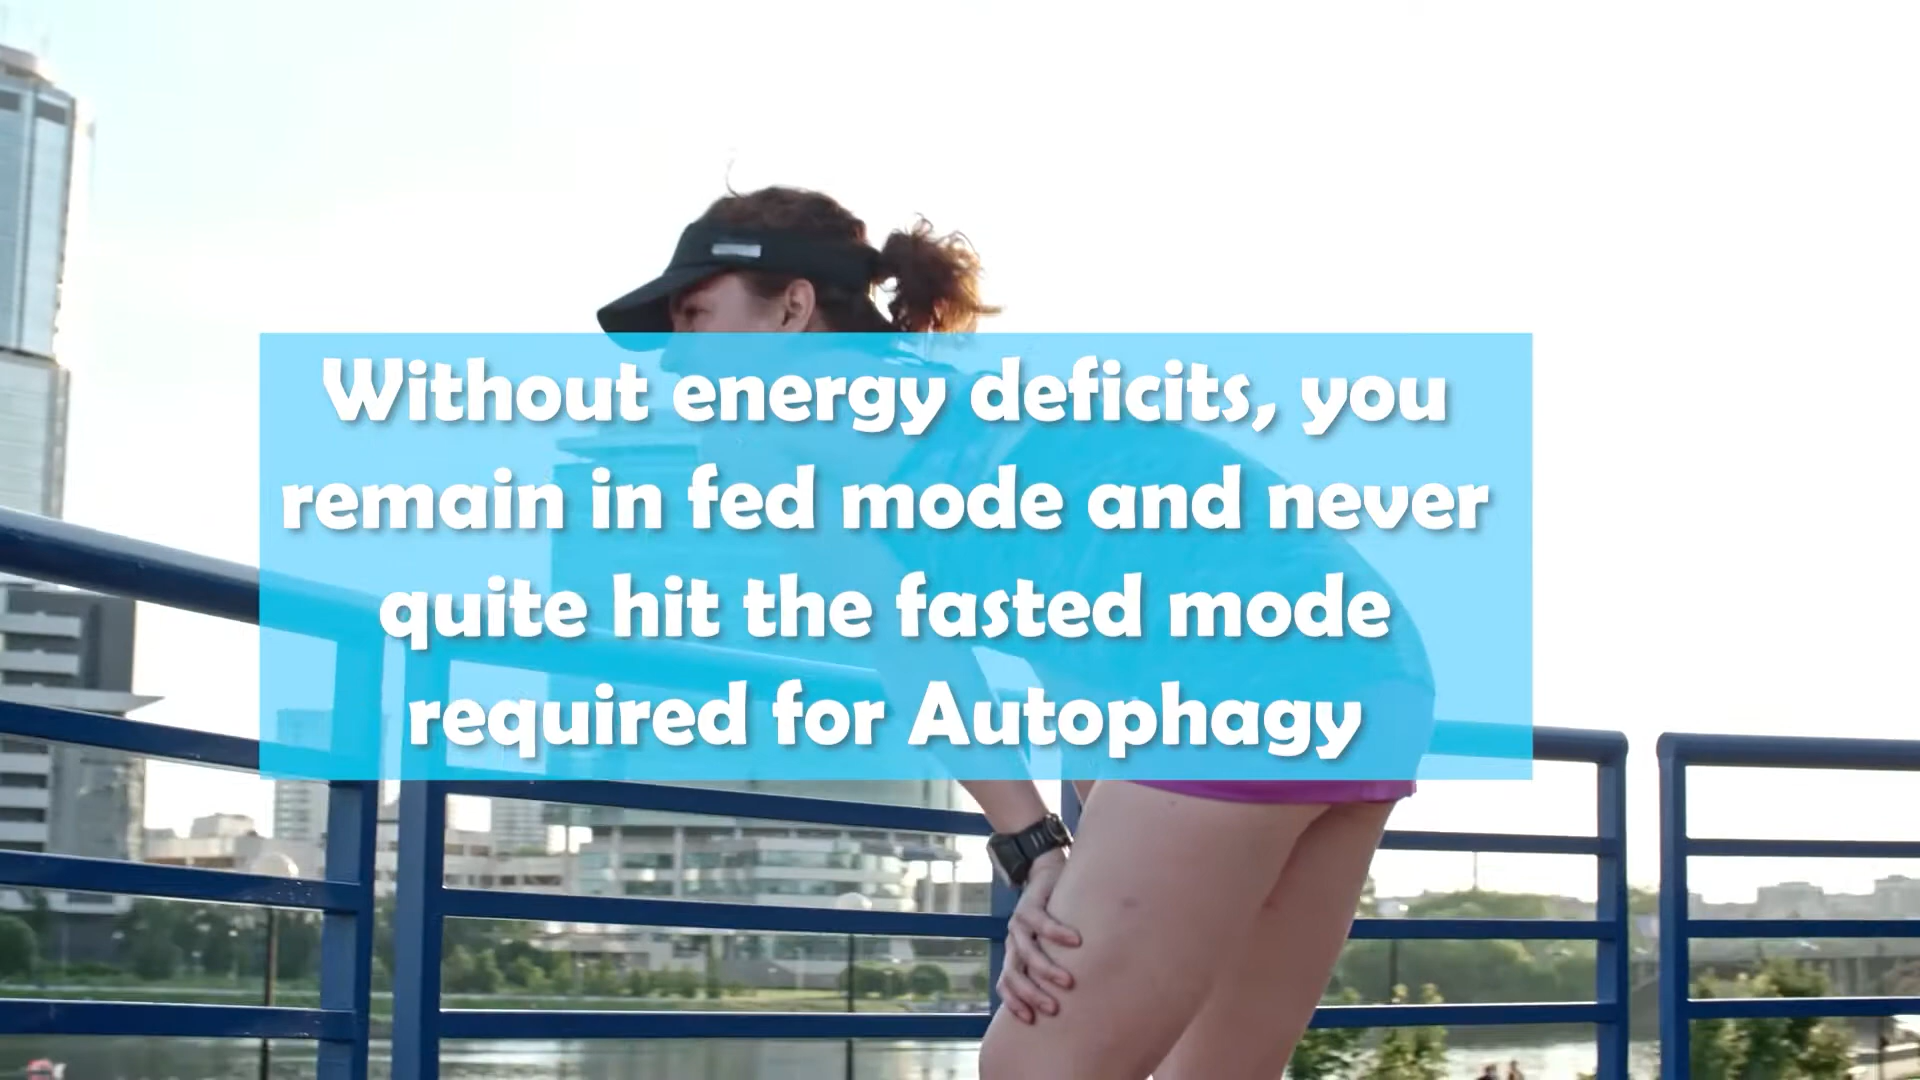 Without energy deficits, you
remain in fed mode and never
quite hit the fasted mode
required for Autophagy